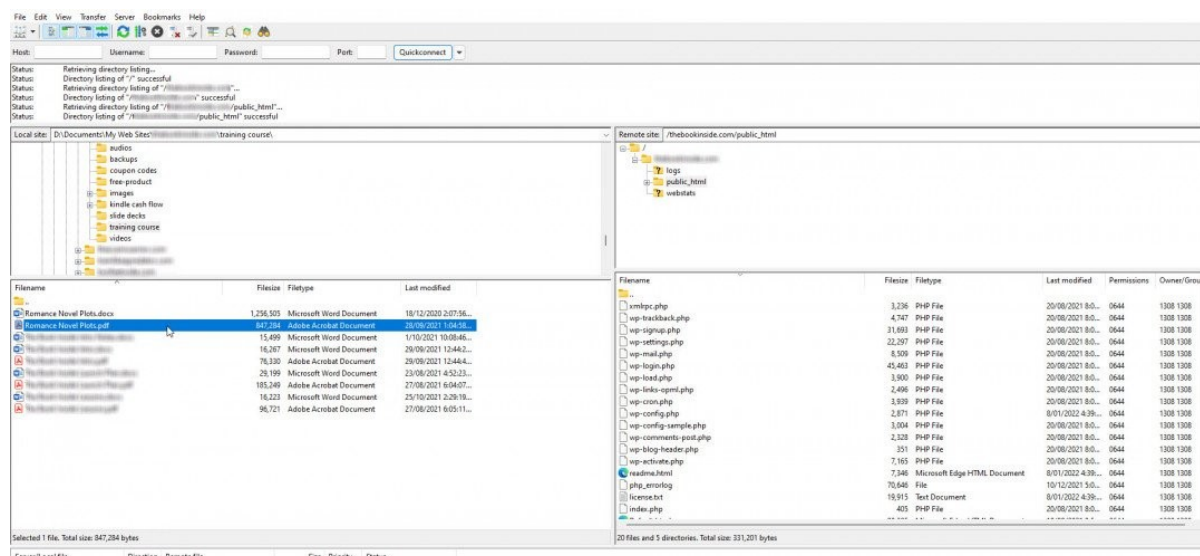 File Edit View Transfer Server Bookmarks Help
Host: Username: Password: Port: Quickconnect
Status: Retrieving directory listing...
Status: Directory listing of "/" successful
Status: Retrieving directory listing of "/
Status: Directory listing of "/ successful
Status: Retrieving directory listing of "/ /public_html"...
Status: Directory listing of "/ /public_html" successful
Local site: D:\Documents\My Web Sites\ \training course\
audios
backups
coupon codes
free-product
images
kindle cash flow
slide decks
training course
videos
Filename Filesize Filetype Last modified
..
Romance Novel Plots.docx 1,256,505 Microsoft Word Document 18/12/2020 2:07:56...
Romance Novel Plots.pdf 847,284 Adobe Acrobat Document 28/09/2021 1:04:58...
15,499 Microsoft Word Document 1/10/2021 10:08:46...
16,267 Microsoft Word Document 29/09/2021 12:44:2...
76,330 Adobe Acrobat Document 29/09/2021 12:44:4...
29,199 Microsoft Word Document 23/08/2021 4:52:23...
185,249 Adobe Acrobat Document 27/08/2021 6:04:07...
16,223 Microsoft Word Document 25/10/2021 2:29:19...
96,721 Adobe Acrobat Document 27/08/2021 6:05:11...
Selected 1 file. Total size: 847,284 bytes
Remote site: /thebookinside.com/public_html
/
logs
public_html
webstats
Filename Filesize Filetype Last modified Permissions Owner/Grou
..
xmlrpc.php 3,236 PHP File 20/08/2021 8:0... 0644 1308 1308
wp-trackback.php 4,747 PHP File 20/08/2021 8:0... 0644 1308 1308
wp-signup.php 31,693 PHP File 20/08/2021 8:0... 0644 1308 1308
wp-settings.php 22,297 PHP File 20/08/2021 8:0... 0644 1308 1308
wp-mail.php 8,509 PHP File 20/08/2021 8:0... 0644 1308 1308
wp-login.php 45,463 PHP File 20/08/2021 8:0... 0644 1308 1308
wp-load.php 3,900 PHP File 20/08/2021 8:0... 0644 1308 1308
wp-links-opml.php 2,496 PHP File 20/08/2021 8:0... 0644 1308 1308
wp-cron.php 3,939 PHP File 20/08/2021 8:0... 0644 1308 1308
wp-config.php 2,871 PHP File 8/01/2022 4:39:... 0644 1308 1308
wp-config-sample.php 3,004 PHP File 20/08/2021 8:0... 0644 1308 1308
wp-comments-post.php 2,328 PHP File 20/08/2021 8:0... 0644 1308 1308
wp-blog-header.php 351 PHP File 20/08/2021 8:0... 0644 1308 1308
wp-activate.php 7,165 PHP File 20/08/2021 8:0... 0644 1308 1308
readme.html 7,346 Microsoft Edge HTML Document 8/01/2022 4:39:... 0644 1308 1308
php_errorlog 70,646 File 10/12/2021 5:0... 0644 1308 1308
license.txt 19,915 Text Document 8/01/2022 4:39:... 0644 1308 1308
index.php 405 PHP File 20/08/2021 8:0... 0644 1308 1308
20 files and 5 directories. Total size: 331,201 bytes